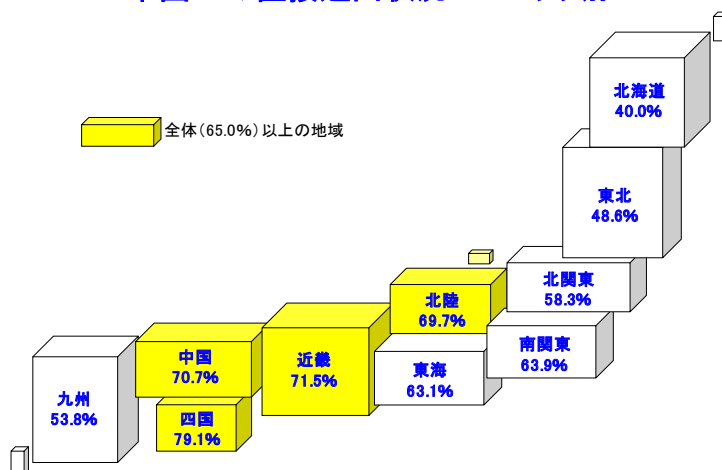 全体(65.0%)以上の地域
北海道
40.0%
東北
48.6%
北関東
58.3%
北陸
69.7%
南関東
63.9%
東海
63.1%
近畿
71.5%
中国
70.7%
四国
79.1%
九州
53.8%